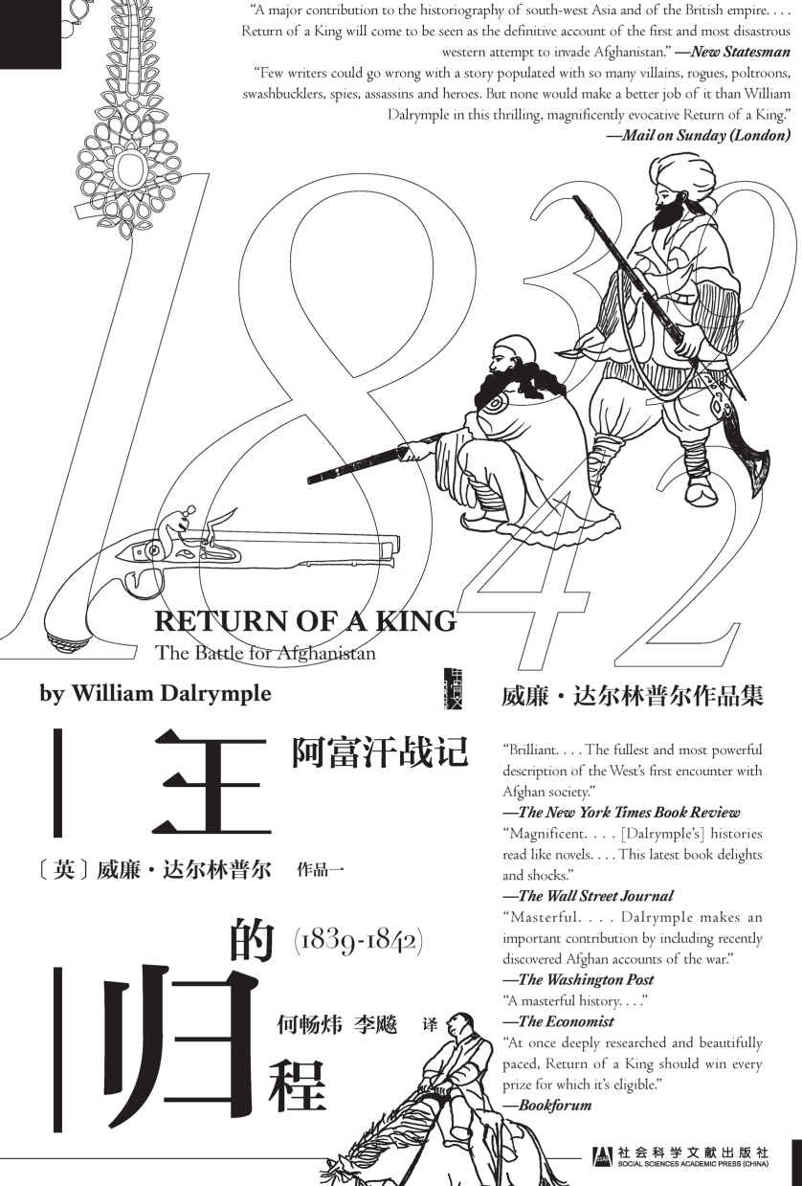 “A major contribution to the historiography of south-west Asia and of the British empire. . . .
Return of a King will come to be seen as the definitive account of the first and most disastrous
western attempt to invade Afghanistan.” —New Statesman
“Few writers could go wrong with a story populated with so many villains, rogues, poltroons,
swashbucklers, spies, assassins and heroes. But none would make a better job of it than William
Dalrymple in this thrilling, magnificently evocative Return of a King.”
—Mail on Sunday (London)
1839
42
RETURN OF A KING
The Battle for Afghanistan
by William Dalrymple
威廉·达尔林普尔作品集
王
阿富汗战记
〔英〕威廉·达尔林普尔 作品一
的 (1839-1842)
归
何畅炜 李飚 译
程
“Brilliant. . . . The fullest and most powerful
description of the West’s first encounter with
Afghan society.”
—The New York Times Book Review
“Magnificent. . . . [Dalrymple’s] histories
read like novels. . . . This latest book delights
and shocks.”
—The Wall Street Journal
“Masterful. . . . Dalrymple makes an
important contribution by including recently
discovered Afghan accounts of the war.”
—The Washington Post
“A masterful history. . . .”
—The Economist
“At once deeply researched and beautifully
paced, Return of a King should win every
prize for which it’s eligible.”
—Bookforum
社会科学文献出版社
SOCIAL SCIENCES ACADEMIC PRESS (CHINA)